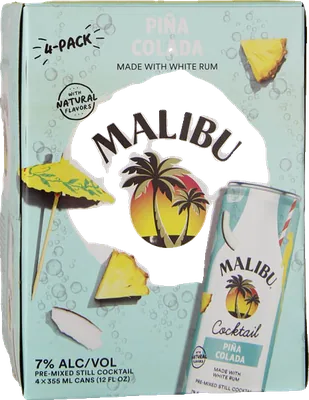 4-PACK
PIÑA
COLADA
MADE WITH WHITE RUM
WITH
NATURAL
FLAVORS
MALIBU
MALIBU
Cocktail
PIÑA
COLADA
MADE WITH
WHITE RUM
PRE-MIXED STILL COCKTAIL
7% ALC/VOL
PRE-MIXED STILL COCKTAIL
4×355 ML CANS (12 FL OZ)